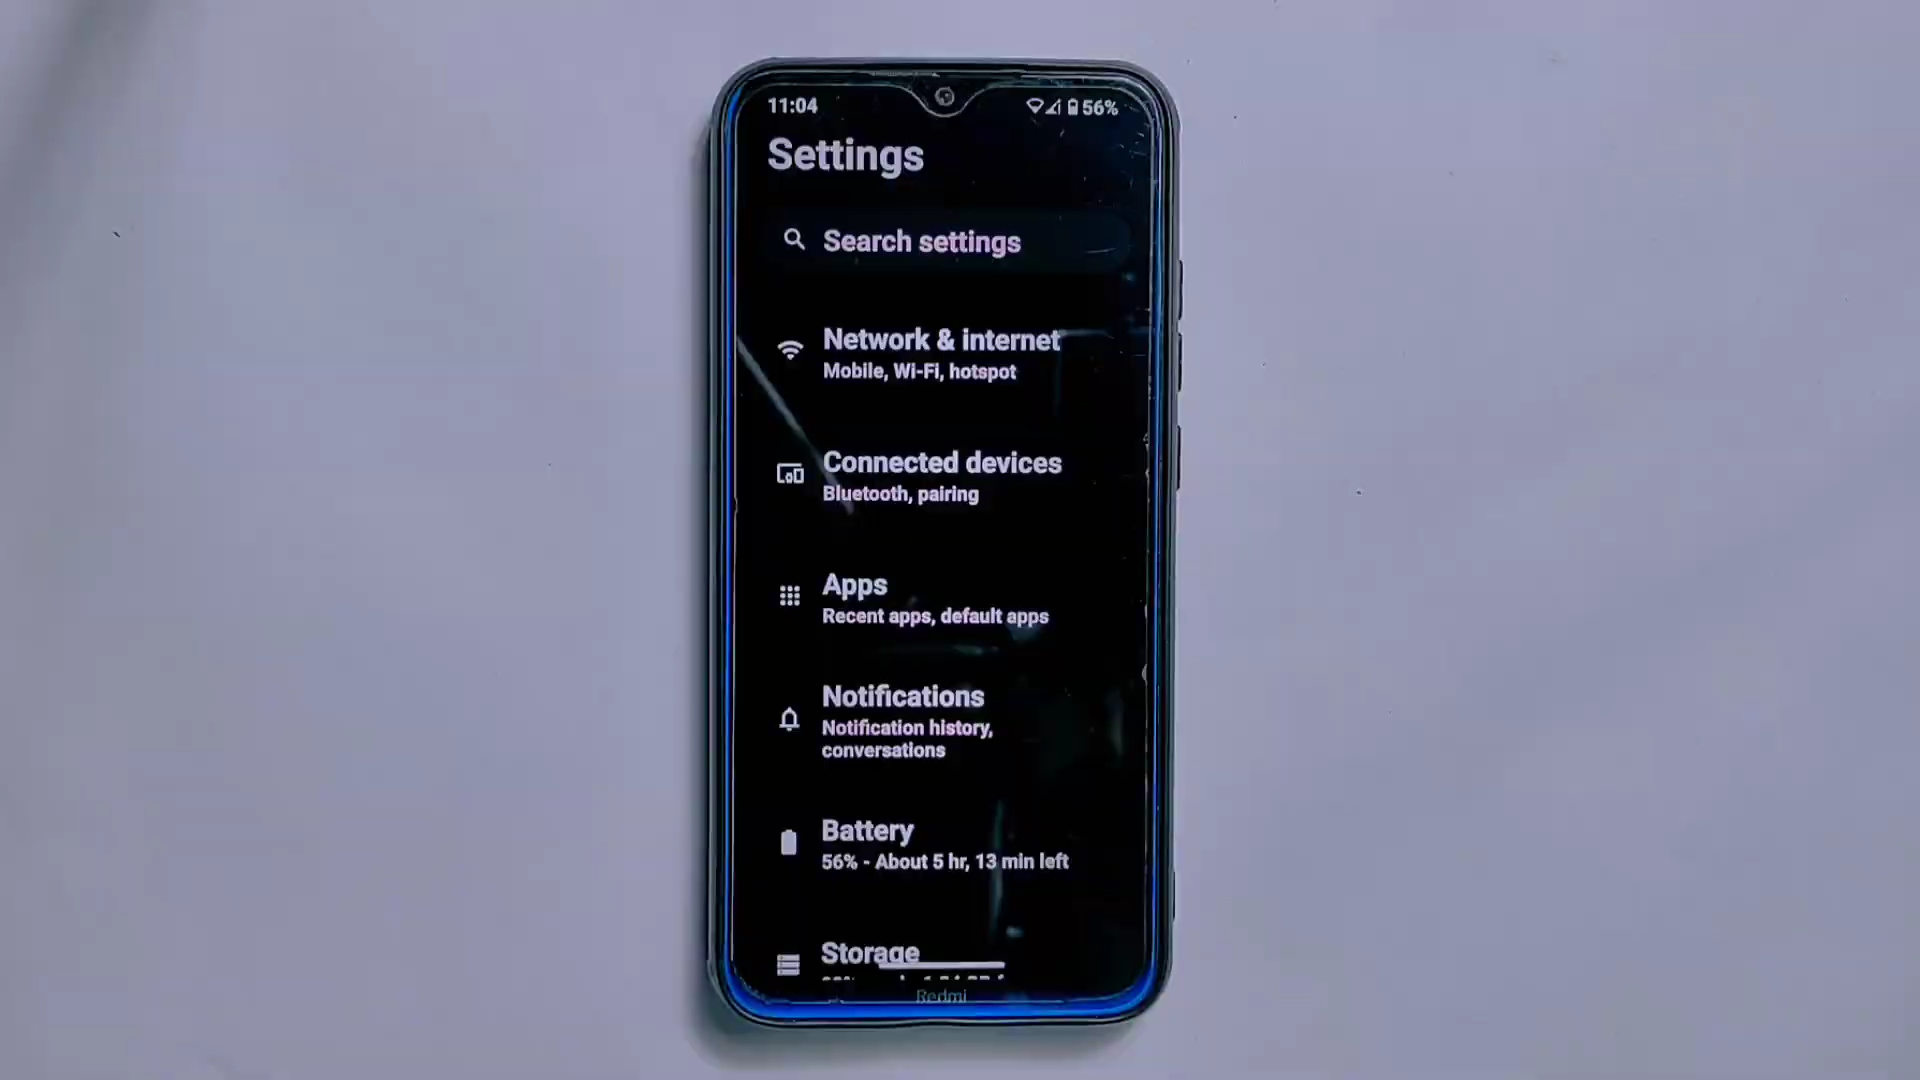 11:04
56%
Settings
Search settings
Network & internet
Mobile, Wi-Fi, hotspot
Connected devices
Bluetooth, pairing
Apps
Recent apps, default apps
Notifications
Notification history,
conversations
Battery
56% - About 5 hr, 13 min left
Storage
Redmi